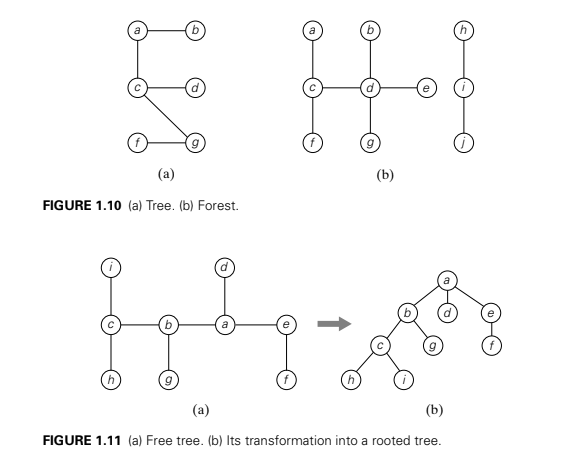 a b a b h
c d c d e i
f g f g j
(a) (b)
FIGURE 1.10 (a) Tree. (b) Forest.
i d
a
b d e
c b a e
c g f
h g f h i
(a) (b)
FIGURE 1.11 (a) Free tree. (b) Its transformation into a rooted tree.